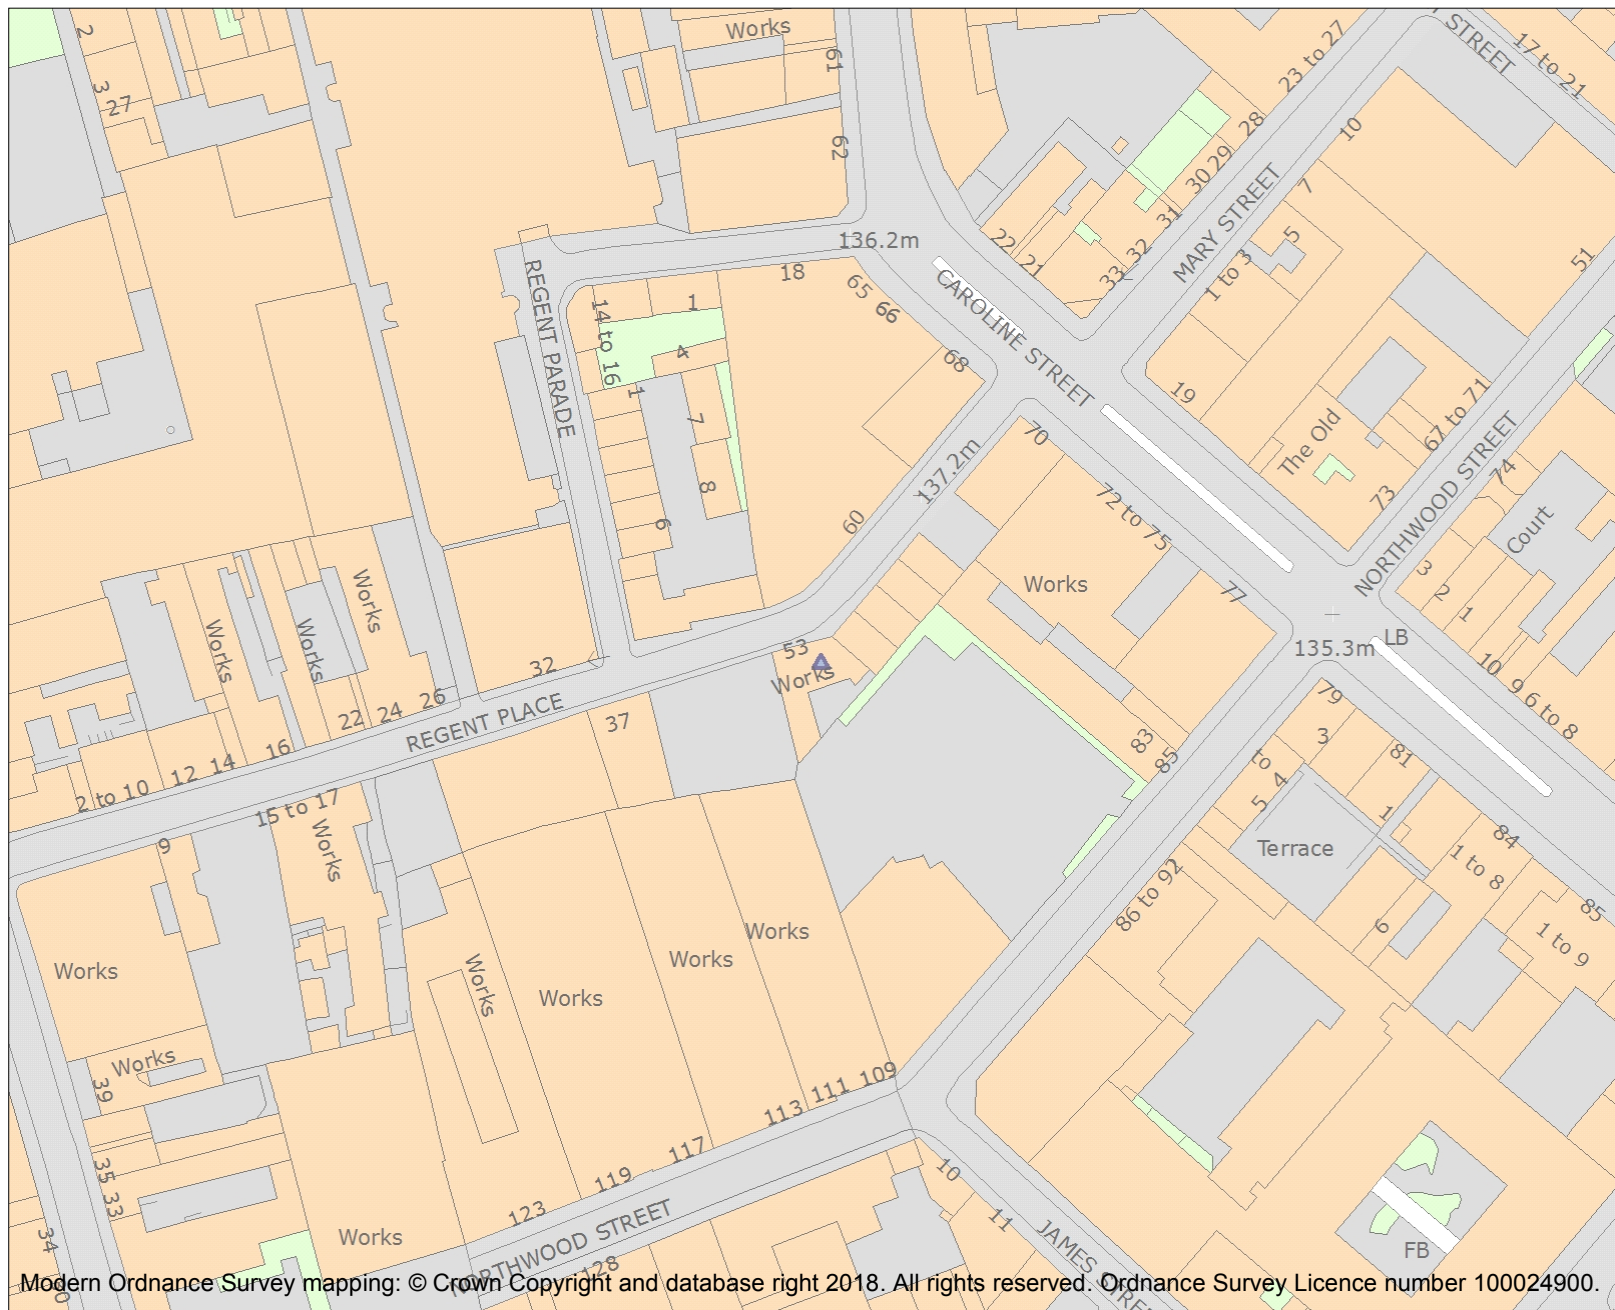 2
3
27
Works
61
62
Y STREET
17 to 21
23 to 27
28
10
29
30
31
32
33
MARY STREET
7
5
1 to 3
51
22
21
136.2m
18
65
66
CAROLINE STREET
68
REGENT PARADE
14 to 16
1
4
1
7
8
6
19
The Old
67 to 71
73
NORTHWOOD STREET
74
Court
70
137.2m
60
72 to 75
Works
77
3
2
1
LB
135.3m
10
9
6 to 8
Works
Works
Works
32
53
Works
37
REGENT PLACE
26
24
22
16
14
12
2 to 10
15 to 17
9
Works
79
3
81
83
85
to
4
5
1
Terrace
84
1 to 8
85
1 to 9
6
86 to 92
Works
Works
Works
Works
Works
Works
39
35
33
34
109
111
113
117
119
123
NORTHWOOD STREET
128
Works
10
11
JAMES STREE
FB
Modern Ordnance Survey mapping: © Crown Copyright and database right 2018. All rights reserved. Ordnance Survey Licence number 100024900.